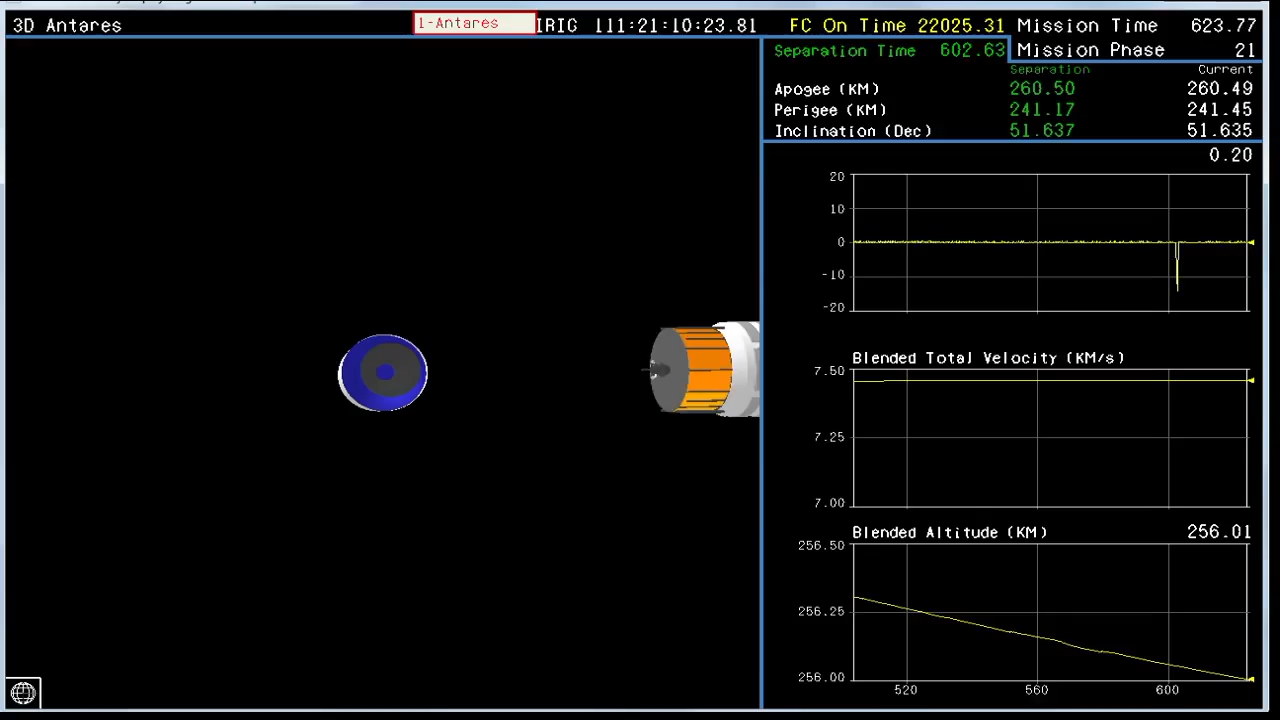 3D Antares
1-Antares
IRIG 111:21:10:23.81
FC On Time 22025.31
Mission Time 623.77
Separation Time 602.63
Mission Phase 21
Separation Current
Apogee (KM) 260.50 260.49
Perigee (KM) 241.17 241.45
Inclination (Dec) 51.637 51.635
0.20
20
10
0
-10
-20
Blended Total Velocity (KM/s)
7.50
7.25
7.00
Blended Altitude (KM) 256.01
256.50
256.25
256.00
520 560 600